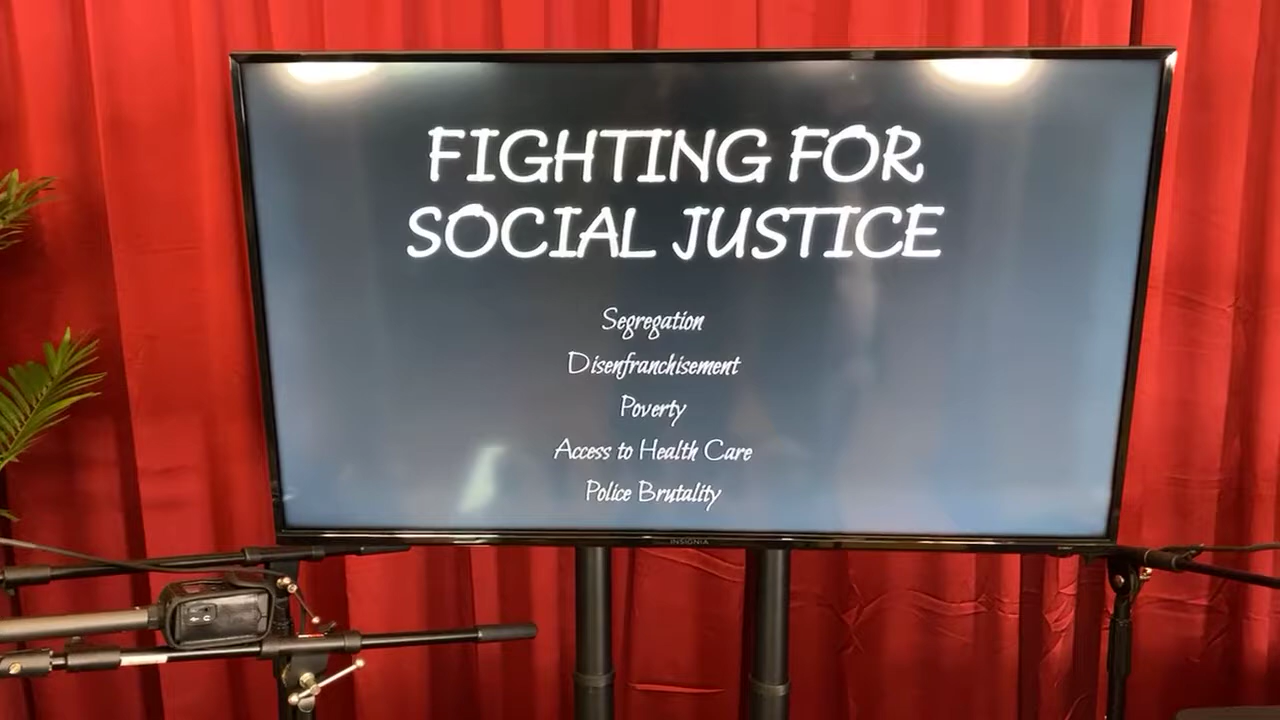 FIGHTING FOR
SOCIAL JUSTICE
Segregation
Disenfranchisement
Poverty
Access to Health Care
Police Brutality
INSIGNIA